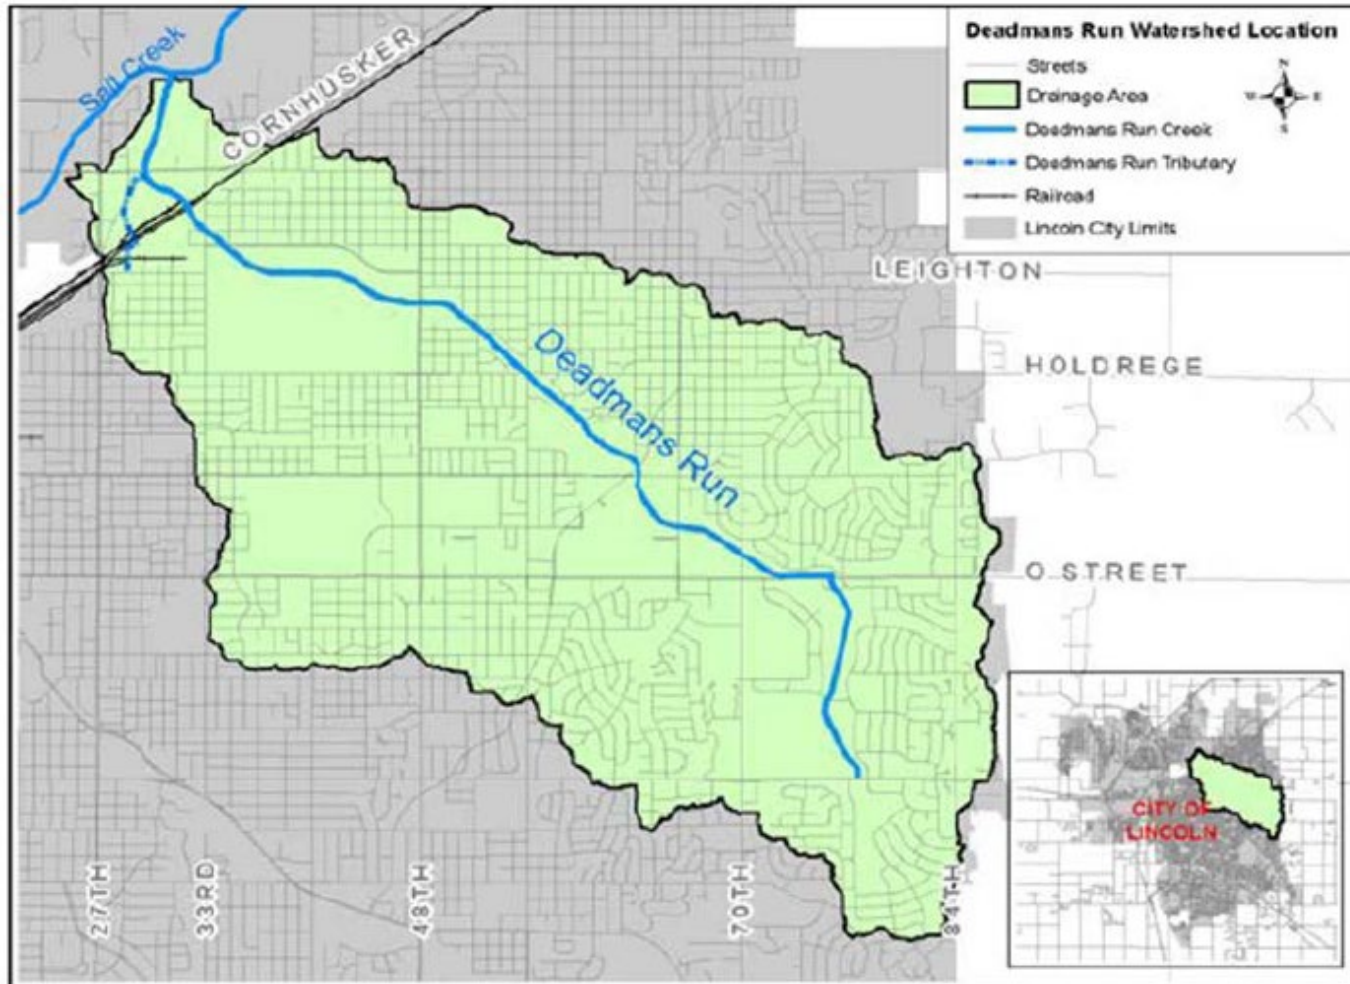 Deadmans Run Watershed Location
Streets
Drainage Area
Deadmans Run Creek
Deadmans Run Tributary
Railroad
Lincoln City Limits
N
W
E
S
Salt Creek
CORNHUSKER
LEIGHTON
HOLDREGE
Deadmans Run
O STREET
27TH
33RD
48TH
70TH
84TH
CITY OF
LINCOLN